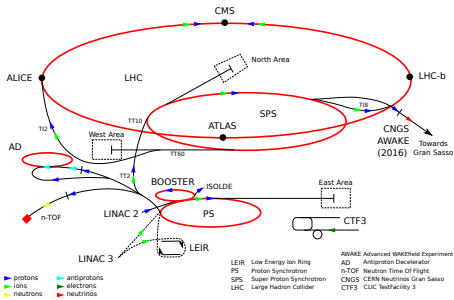 CMS
North Area
ALICE
LHC
LHC-b
TT10
SPS
TI8
TI2
ATLAS
CNGS
AWAKE
(2016)
Towards
Gran Sasso
West Area
TT60
AD
TT2
BOOSTER
ISOLDE
East Area
n-TOF
LINAC 2
PS
CTF3
LINAC 3
LEIR
protons
ions
neutrons
antiprotons
electrons
neutrinos
LEIR Low Energy Ion Ring
PS Proton Synchrotron
SPS Super Proton Synchrotron
LHC Large Hadron Collider
AWAKE Advanced WAKefield Experiment
AD Antiproton Decelerator
n-TOF Neutron Time Of Flight
CNGS CERN Neutrinos Gran Sasso
CTF3 CLIC TestFacility 3